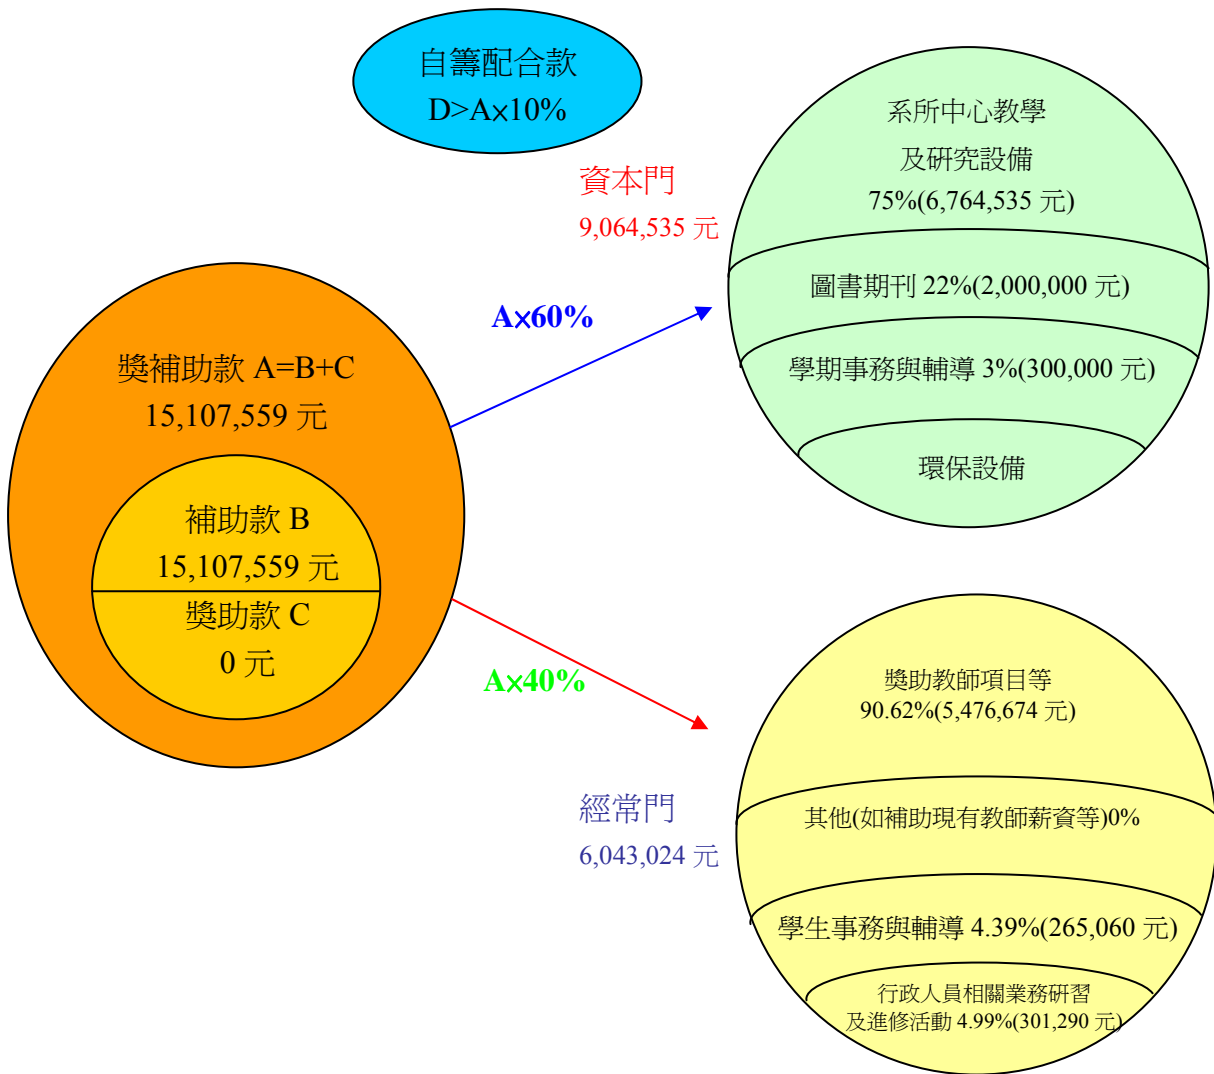 自籌配合款
D>A×10%
資本門
9,064,535 元
系所中心教學
及研究設備
75%(6,764,535 元)
圖書期刊 22%(2,000,000 元)
學期事務與輔導 3%(300,000 元)
環保設備
A×60%
獎補助款 A=B+C
15,107,559 元
補助款 B
15,107,559 元
獎助款 C
0 元
A×40%
經常門
6,043,024 元
獎助教師項目等
90.62%(5,476,674 元)
其他(如補助現有教師薪資等)0%
學生事務與輔導 4.39%(265,060 元)
行政人員相關業務研習
及進修活動 4.99%(301,290 元)